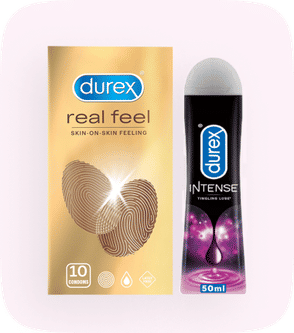 durex
real feel
SKIN-ON-SKIN FEELING
10
CONDOMS
durex
INTENSE
TINGLING LUBE
50ml